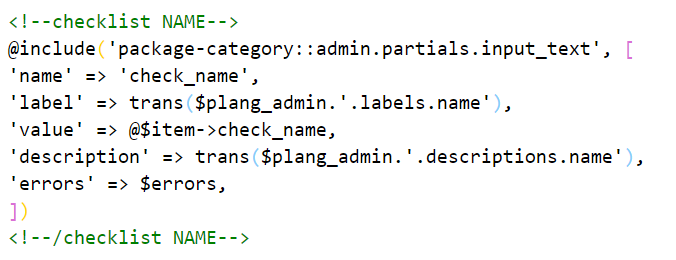 <!--checklist NAME-->
@include('package-category::admin.partials.input_text', [
'name' => 'check_name',
'label' => trans($plang_admin.'.labels.name'),
'value' => @$item->check_name,
'description' => trans($plang_admin.'.descriptions.name'),
'errors' => $errors,
])
<!--/checklist NAME-->